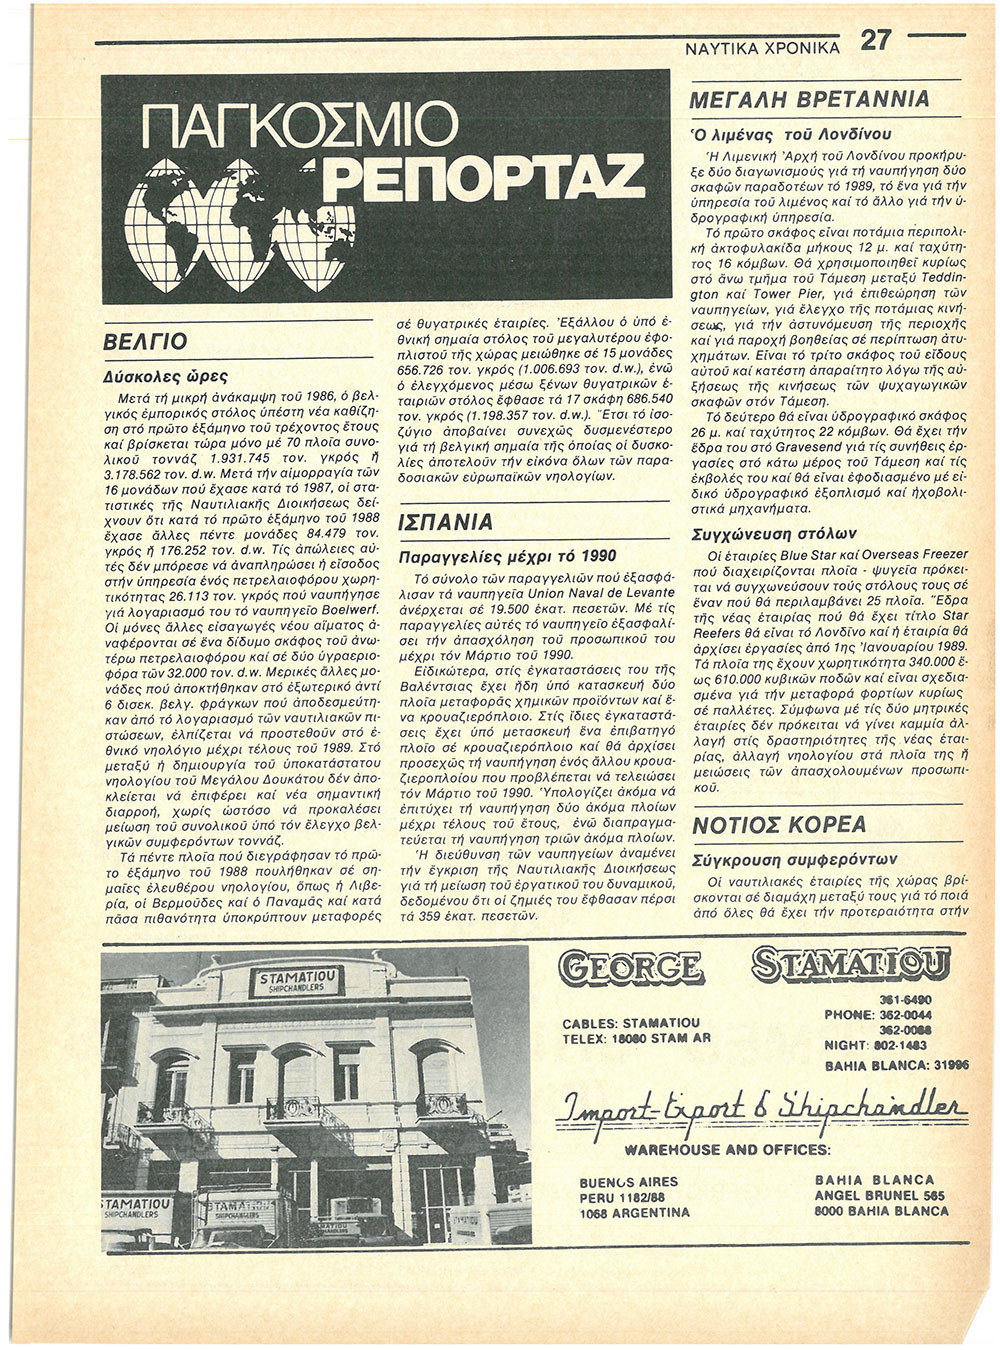 ΝΑΥΤΙΚΑ ΧΡΟΝΙΚΑ 27
ΠΑΓΚΟΣΜΙΟ
ΡΕΠΟΡΤΑΖ
ΒΕΛΓΙΟ
Δύσκολες ὧρες
Μετά τή μικρή ἀνάκαμψη τοῦ 1986, ὁ βελ-
γικός ἐμπορικός στόλος ὑπέστη νέα καθίζη-
ση στό πρῶτο ἑξάμηνο τοῦ τρέχοντος ἔτους
καί βρίσκεται τώρα μόνο μέ 70 πλοῖα συνο-
λικοῦ τοννάζ 1.931.745 τον. γκρός ἤ
3.178.562 τον. d.w. Μετά τήν αἱμορραγία τῶν
16 μονάδων πού ἔχασε κατά τό 1987, οἱ στα-
τιστικές τῆς Ναυτιλιακῆς Διοικήσεως δεί-
χνουν ὅτι κατά τό πρῶτο ἑξάμηνο τοῦ 1988
ἔχασε ἄλλες πέντε μονάδες 84.479 τον.
γκρός ἤ 176.252 τον. d.w. Τίς ἀπώλειες αὐ-
τές δέν μπόρεσε νά ἀναπληρώσει ἡ εἴσοδος
στήν ὑπηρεσία ἑνός πετρελαιοφόρου χωρη-
τικότητας 26.113 τον. γκρός πού ναυπήγησε
γιά λογαριασμό του τό ναυπηγεῖο Boelwerf.
Οἱ μόνες ἄλλες εἰσαγωγές νέου αἵματος ἀ-
ναφέρονται σέ ἕνα δίδυμο σκάφος τοῦ ἀνω-
τέρω πετρελαιοφόρου καί σέ δύο ὑγραεριο-
φόρα τῶν 32.000 τον. d.w. Μερικές ἄλλες μο-
νάδες πού ἀποκτήθηκαν στό ἐξωτερικό ἀντί
6 δισεκ. βελγ. φράγκων πού ἀποδεσμεύτη-
καν ἀπό τό λογαριασμό τῶν ναυτιλιακῶν πι-
στώσεων, ἐλπίζεται νά προστεθοῦν στό ἐ-
θνικό νηολόγιο μέχρι τέλους τοῦ 1989. Στό
μεταξύ ἡ δημιουργία τοῦ ὑποκατάστατου
νηολογίου τοῦ Μεγάλου Δουκάτου δέν ἀπο-
κλείεται νά ἐπιφέρει καί νέα σημαντική
διαρροή, χωρίς ὡστόσο νά προκαλέσει
μείωση τοῦ συνολικοῦ ὑπό τόν ἔλεγχο βελ-
γικῶν συμφερόντων τοννάζ.
Τά πέντε πλοῖα πού διεγράφησαν τό πρῶ-
το ἑξάμηνο τοῦ 1988 πουλήθηκαν σέ ση-
μαῖες ἐλευθέρου νηολογίου, ὅπως ἡ Λιβε-
ρία, οἱ Βερμοῦδες καί ὁ Παναμᾶς καί κατά
πᾶσα πιθανότητα ὑποκρύπτουν μεταφορές
σέ θυγατρικές ἑταιρίες. Ἐξάλλου ὁ ὑπό ἐ-
θνική σημαία στόλος τοῦ μεγαλυτέρου ἐφο-
πλιστοῦ τῆς χώρας μειώθηκε σέ 15 μονάδες
656.726 τον. γκρός (1.006.693 τον. d.w.), ἐνῶ
ὁ ἐλεγχόμενος μέσω ξένων θυγατρικῶν ἑ-
ταιριῶν στόλος ἔφτασε τά 17 σκάφη 686.540
τον. γκρός (1.198.357 τον. d.w.). Ἔτσι τό ἰσο-
ζύγιο ἀποβαίνει συνεχῶς δυσμενέστερο
γιά τή βελγική σημαία τῆς ὁποίας οἱ δυσκο-
λίες ἀποτελοῦν τήν εἰκόνα ὅλων τῶν παρα-
δοσιακῶν εὐρωπαϊκῶν νηολογίων.
ΙΣΠΑΝΙΑ
Παραγγελίες μέχρι τό 1990
Τό σύνολο τῶν παραγγελιῶν πού ἐξασφά-
λισαν τά ναυπηγεῖα Union Naval de Levante
ἀνέρχεται σέ 19.500 ἑκατ. πεσετῶν. Μέ τίς
παραγγελίες αὐτές τό ναυπηγεῖο ἐξασφαλί-
σει τήν ἀπασχόληση τοῦ προσωπικοῦ του
μέχρι τόν Μάρτιο τοῦ 1990.
Εἰδικώτερα, στίς ἐγκαταστάσεις του τῆς
Βαλέντσιας ἔχει ἤδη ὑπό κατασκευή δύο
πλοῖα μεταφορᾶς χημικῶν προϊόντων καί ἕ-
να κρουαζιερόπλοιο. Στίς ἴδιες ἐγκαταστά-
σεις ἔχει ὑπό μετασκευή ἕνα ἐπιβατηγό
πλοῖο σέ κρουαζιερόπλοιο καί θά ἀρχίσει
προσεχῶς τή ναυπήγηση ἑνός ἄλλου κρουα-
ζιεροπλοίου πού προβλέπεται νά τελειώσει
τόν Μάρτιο τοῦ 1990. Ὑπολογίζει ἀκόμα νά
ἐπιτύχει τή ναυπήγηση δύο ἀκόμα πλοίων
μέχρι τέλους τοῦ ἔτους, ἐνώ διαπραγμα-
τεύεται τή ναυπήγηση τριῶν ἀκόμα πλοίων.
Ἡ διεύθυνση τῶν ναυπηγείων ἀναμένει
τήν ἔγκριση τῆς Ναυτιλιακῆς Διοικήσεως
γιά τή μείωση τοῦ ἐργατικοῦ του δυναμικοῦ,
δεδομένου ὅτι οἱ ζημιές του ἔφθασαν πέρσι
τά 359 ἑκατ. πεσετῶν.
ΜΕΓΑΛΗ ΒΡΕΤΑΝΝΙΑ
Ὁ λιμένας τοῦ Λονδίνου
Ἡ Λιμενική Ἀρχή τοῦ Λονδίνου προκήρυ-
ξε δύο διαγωνισμούς γιά τή ναυπήγηση δύο
σκαφῶν παραδοτέων τό 1989, τό ἕνα γιά τήν
ὑπηρεσία τοῦ λιμένος καί τό ἄλλο γιά τήν ὑ-
δρογραφική ὑπηρεσία.
Τό πρῶτο σκάφος εἶναι ποτάμια περιπολι-
κή ἀκτοφυλακίδα μήκους 12 μ. καί ταχύτη-
τος 16 κόμβων. Θά χρησιμοποιηθεῖ κυρίως
στό ἄνω τμῆμα τοῦ Τάμεση μεταξύ Teddin-
gton καί Tower Pier, γιά ἐπιθεώρηση τῶν
ναυπηγείων, γιά ἔλεγχο τῆς ποτάμιας κινή-
σεως, γιά τήν ἀστυνόμευση τῆς περιοχῆς
καί γιά παροχή βοηθείας σέ περίπτωση ἀτυ-
χημάτων. Εἶναι τό τρίτο σκάφος τοῦ εἴδους
αὐτοῦ καί κατέστη ἀπαραίτητο λόγω τῆς αὐ-
ξήσεως τῆς κινήσεως τῶν ψυχαγωγικῶν
σκαφῶν στόν Τάμεση.
Τό δεύτερο θά εἶναι ὑδρογραφικό σκάφος
26 μ. καί ταχύτητος 22 κόμβων. Θά ἔχει τήν
ἕδρα του στό Gravesend γιά τίς συνήθεις ἐρ-
γασίες στό κάτω μέρος τοῦ Τάμεση καί τίς
ἐκβολές του καί θά εἶναι ἐφοδιασμένο μέ εἰ-
δικό ὑδρογραφικό ἐξοπλισμό καί ἠχοβολι-
στικά μηχανήματα.
Συγχώνευση στόλων
Οἱ ἑταιρίες Blue Star καί Overseas Freezer
πού διαχειρίζονται πλοῖα - ψυγεῖα πρόκει-
ται νά συγχωνεύσουν τούς στόλους τους σέ
ἕναν πού θά περιλαμβάνει 25 πλοῖα. Ἕδρα
τῆς νέας ἑταιρίας πού θά ἔχει τίτλο Star
Reefers θά εἶναι τό Λονδῖνο καί ἡ ἑταιρία θά
ἀρχίσει ἐργασίες ἀπό 1ης Ἰανουαρίου 1989.
Τά πλοῖα της ἔχουν χωρητικότητα 340.000 ἕ-
ως 610.000 κυβικῶν ποδῶν καί εἶναι σχεδια-
σμένα γιά τήν μεταφορά φορτίων κυρίως
σέ παλλέτες. Σύμφωνα μέ τίς δύο μητρικές
ἑταιρίες δέν πρόκειται νά γίνει καμμία ἀλ-
λαγή στίς δραστηριότητες τῆς νέας ἑται-
ρίας, ἀλλαγή νηολογίου στά πλοῖα της ἤ
μειώσεις τῶν ἀπασχολουμένων προσωπι-
κοῦ.
ΝΟΤΙΟΣ ΚΟΡΕΑ
Σύγκρουση συμφερόντων
Οἱ ναυτιλιακές ἑταιρίες τῆς χώρας βρί-
σκονται σέ διαμάχη μεταξύ τους γιά τό ποιά
ἀπό ὅλες θά ἔχει τήν προτεραιότητα στήν
STAMATIOU
SHIPCHANDLERS
STAMATIOU
SHIPCHANDLERS
STAMATIOU
SHIPCHANDLERS
STAMATIOU
STAMATIOU
GEORGE STAMATIOU
CABLES: STAMATIOU
TELEX: 18080 STAM AR
361-6490
PHONE: 362-0044
362-0088
NIGHT: 802-1483
BAHIA BLANCA: 31996
Import-Export & Shipchandler
WAREHOUSE AND OFFICES:
BUENOS AIRES
PERU 1182/88
1068 ARGENTINA
BAHIA BLANCA
ANGEL BRUNEL 565
8000 BAHIA BLANCA